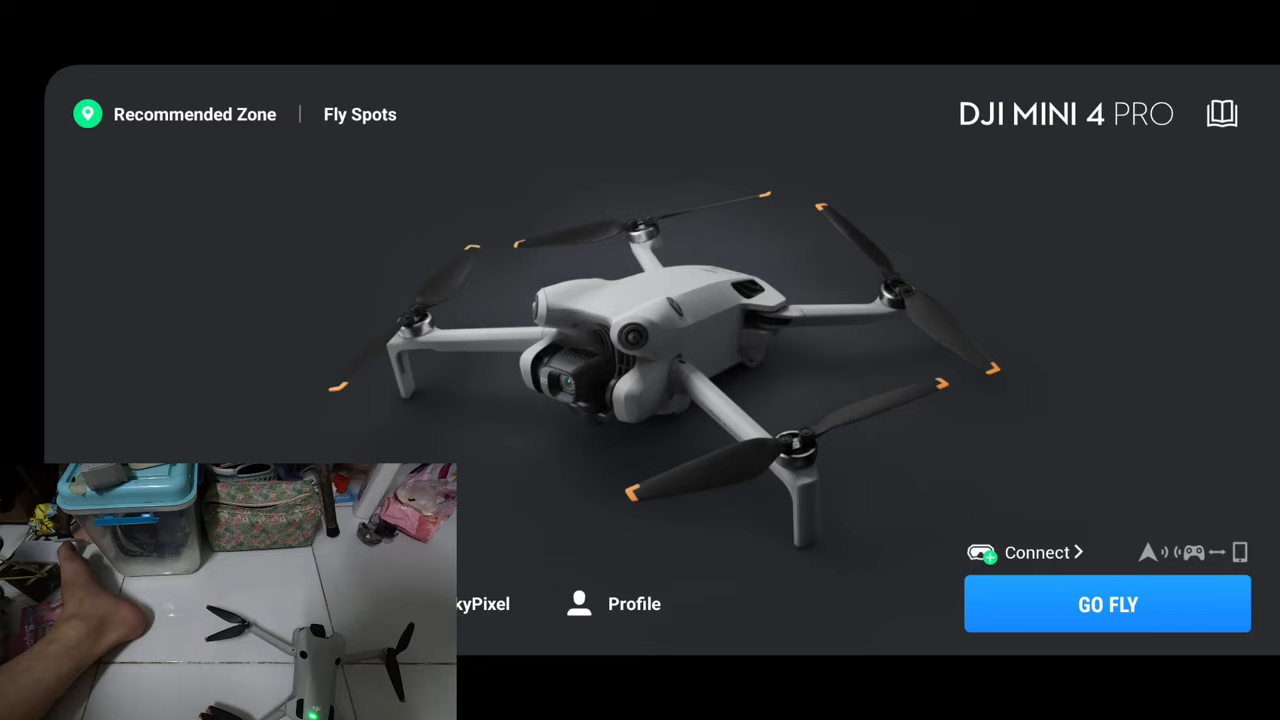 Recommended Zone | Fly Spots
DJI MINI 4 PRO
Connect
kyPixel
Profile
GO FLY